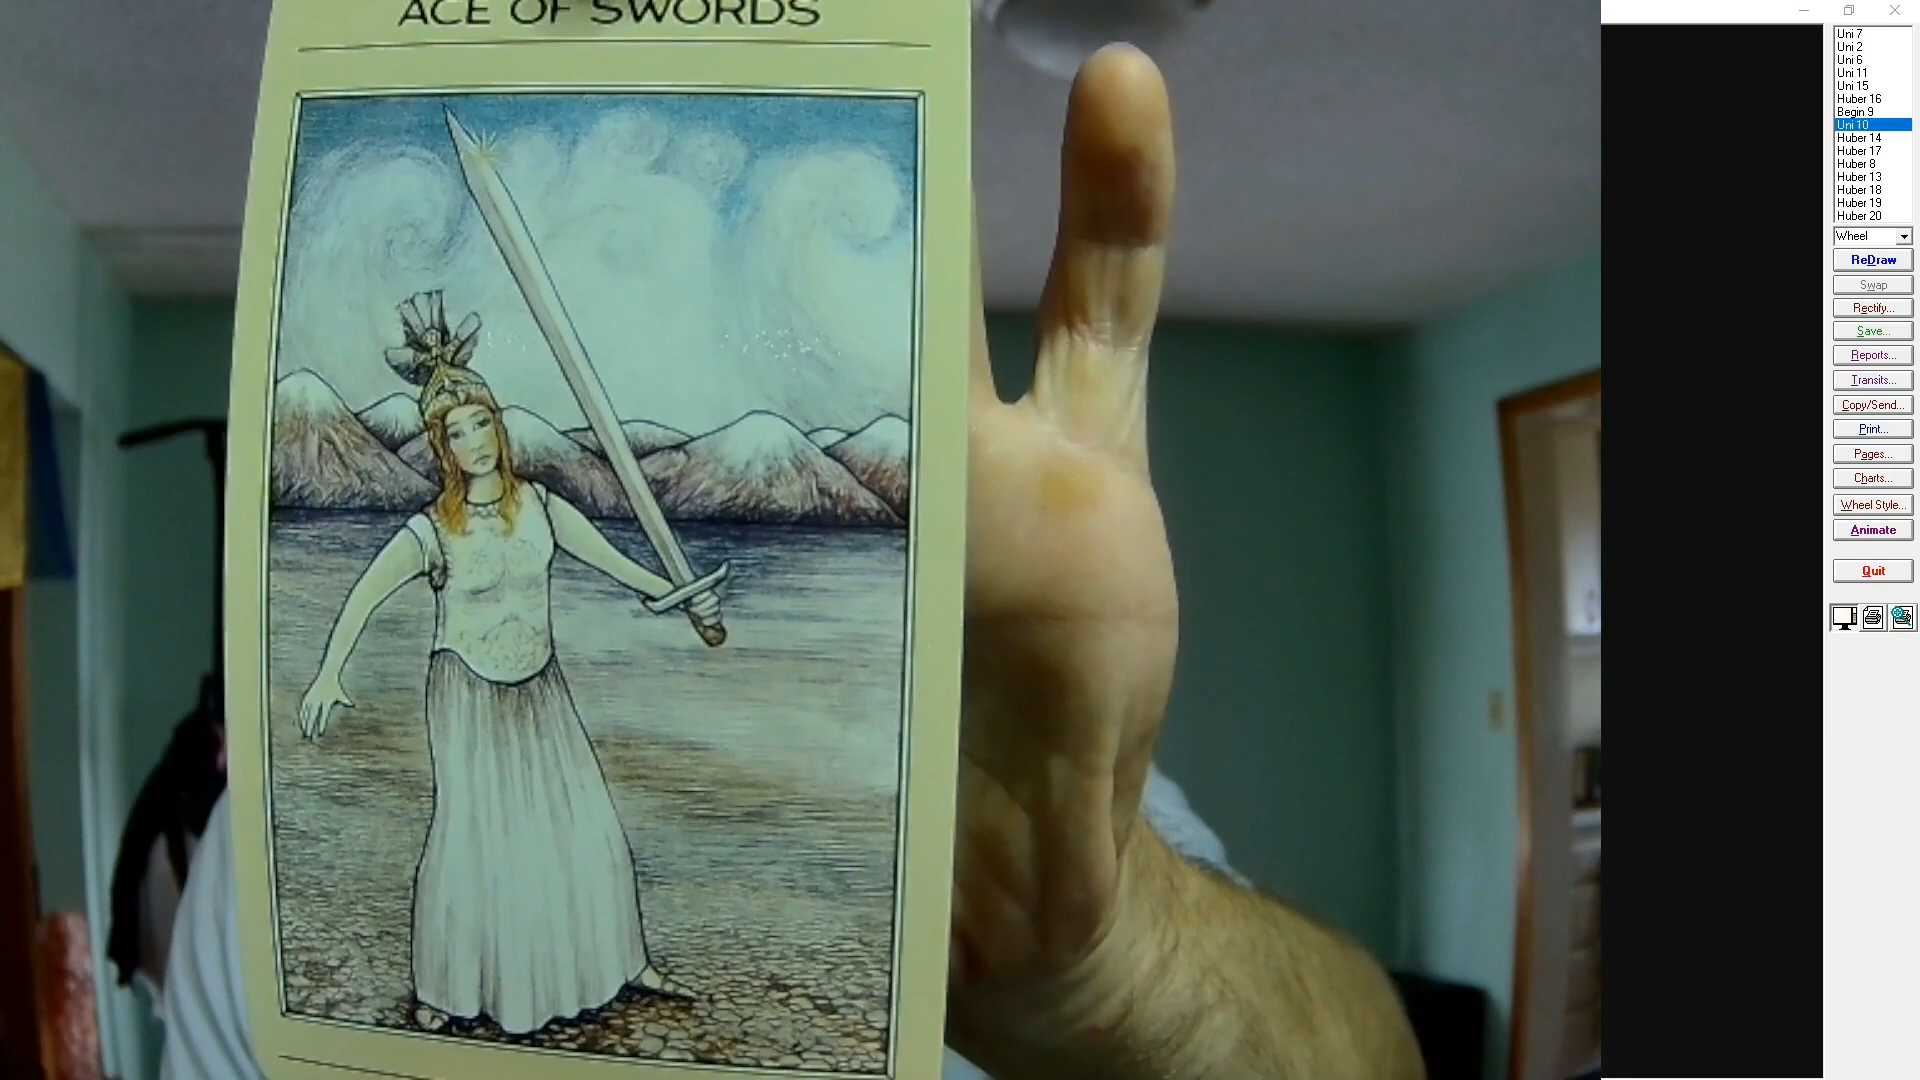 ACE OF SWORDS
Uni 7
Uni 2
Uni 6
Uni 11
Uni 15
Huber 16
Begin 9
Uni 10
Huber 14
Huber 17
Huber 8
Huber 13
Huber 18
Huber 19
Huber 20
Wheel
ReDraw
Swap
Rectify...
Save...
Reports...
Transits...
Copy/Send...
Print...
Pages...
Charts...
Wheel Style...
Animate
Quit